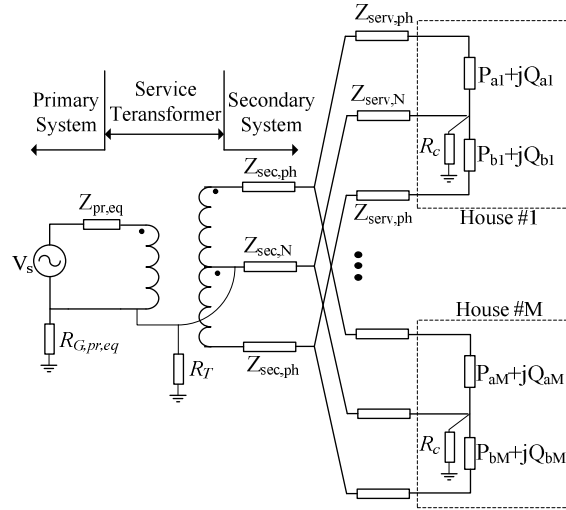 Z_serv,ph
P_a1+jQ_a1
Primary System
Service Teransformer
Secondary System
Z_serv,N
R_c
P_b1+jQ_b1
Z_sec,ph
Z_serv,ph
House #1
Z_pr,eq
V_s
Z_sec,N
House #M
R_G,pr,eq
R_T
Z_sec,ph
P_aM+jQ_aM
R_c
P_bM+jQ_bM